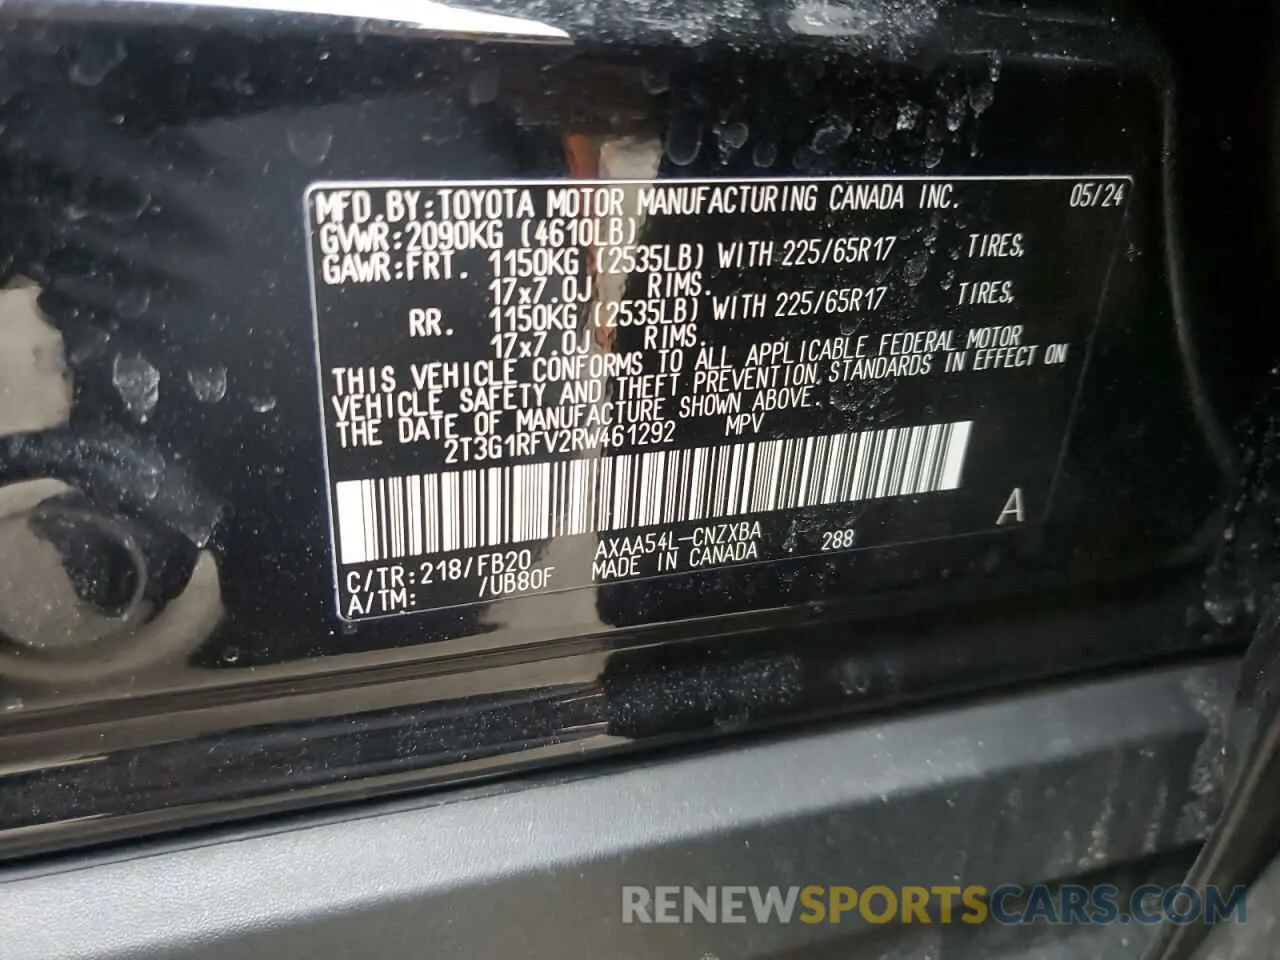 MFD.BY:TOYOTA MOTOR MANUFACTURING CANADA INC. 05/24
GVWR:2090KG (4610LB)
GAWR:FRT. 1150KG (2535LB) WITH 225/65R17 TIRES,
17x7.0J RIMS.
RR. 1150KG (2535LB) WITH 225/65R17 TIRES,
17x7.0J RIMS.
THIS VEHICLE CONFORMS TO ALL APPLICABLE FEDERAL MOTOR
VEHICLE SAFETY AND THEFT PREVENTION STANDARDS IN EFFECT ON
THE DATE OF MANUFACTURE SHOWN ABOVE.
2T3G1RFV2RW461292 MPV
A
C/TR:218/FB20 AXAA54L-CNZXBA 288
A/TM: /UB80F MADE IN CANADA
RENEWSPORTSCARS.COM